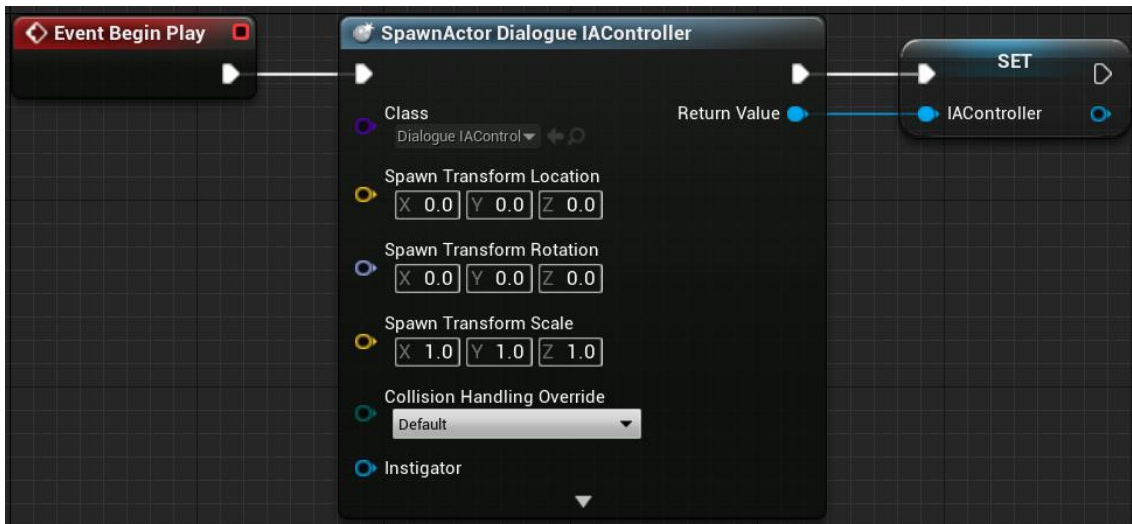 Event Begin Play
SpawnActor Dialogue IAController
SET
Class
Return Value
IAController
Dialogue IAControl
Spawn Transform Location
X 0.0 Y 0.0 Z 0.0
Spawn Transform Rotation
X 0.0 Y 0.0 Z 0.0
Spawn Transform Scale
X 1.0 Y 1.0 Z 1.0
Collision Handling Override
Default
Instigator